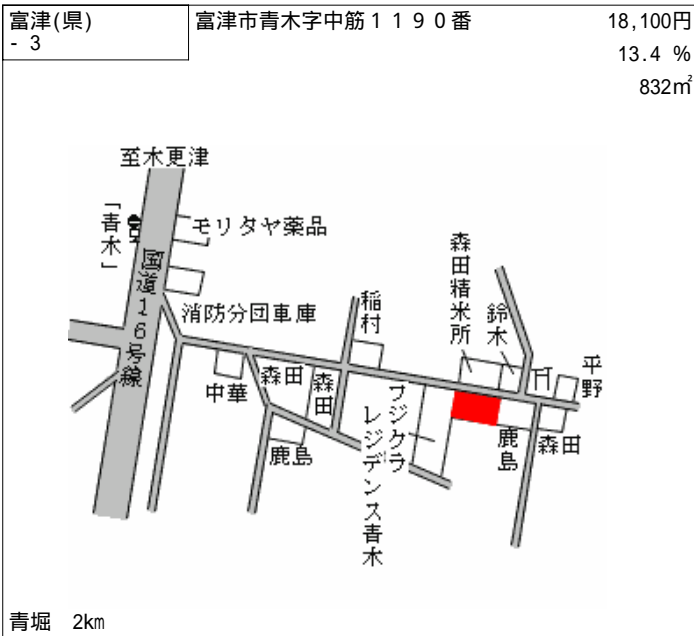 富津(県)
- 3
富津市青木字中筋１１９０番
18,100円
13.4 %
832㎡
至木更津
「青木」
モリタヤ薬品
国道１６号線
消防分団車庫
稲村
森田精米所
鈴木
平野
中華
森田
森田
鹿島
フジクラ
レジデンス青木
鹿島
森田
青堀 2km